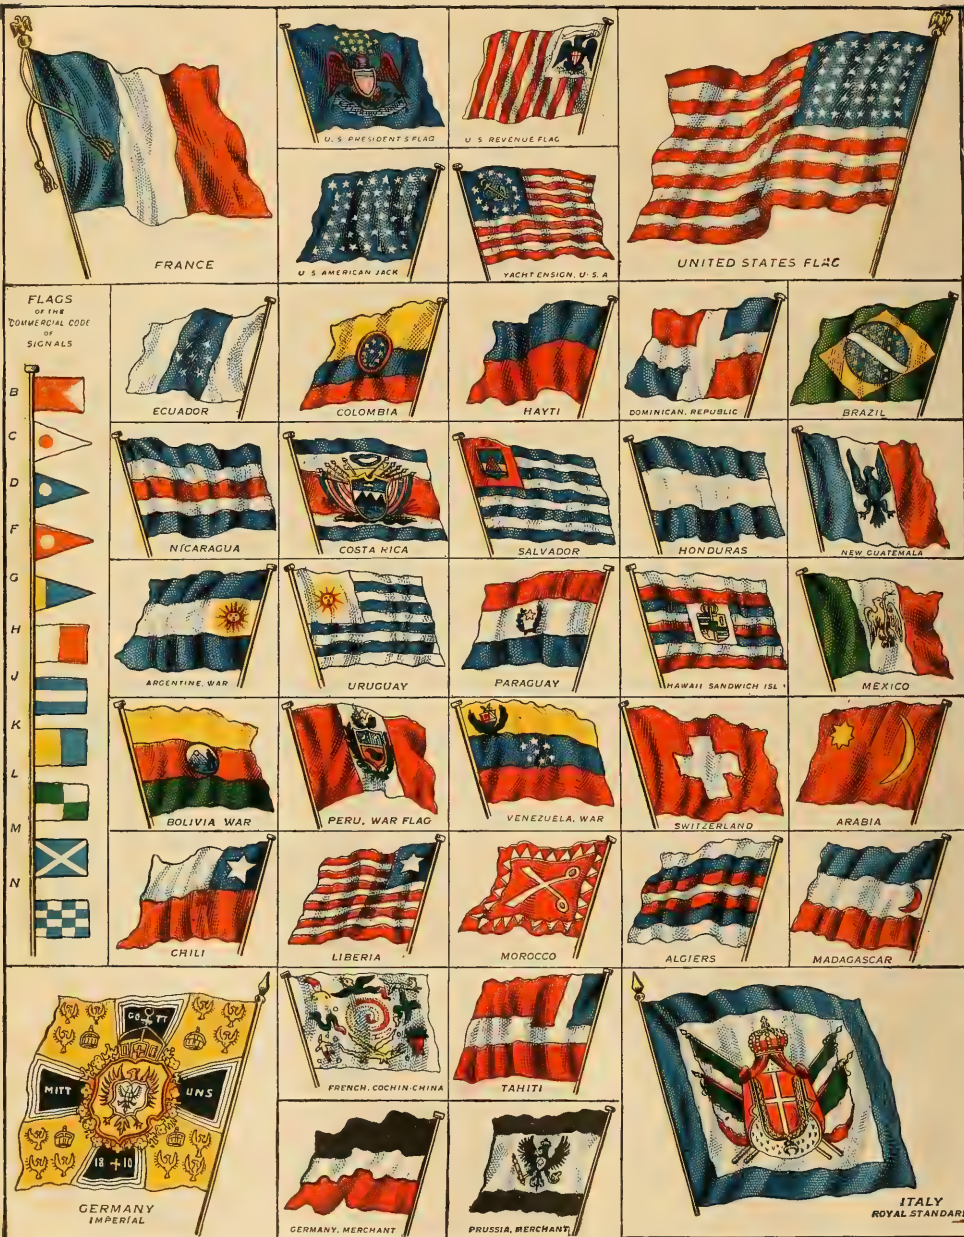 FRANCE
U. S. PRESIDENT'S FLAG
U S REVENUE FLAG
U S AMERICAN JACK
YACHT ENSIGN, U. S. A
UNITED STATES FLAG
FLAGS
OF THE
COMMERCIAL CODE
OF
SIGNALS
B
C
D
F
G
H
J
K
L
M
N
ECUADOR
COLOMBIA
HAYTI
DOMINICAN, REPUBLIC
BRAZIL
NICARAGUA
COSTA RICA
SALVADOR
HONDURAS
NEW GUATEMALA
ARGENTINE, WAR
URUGUAY
PARAGUAY
HAWAII SANDWICH ISL.
MEXICO
BOLIVIA WAR
PERU, WAR FLAG
VENEZUELA, WAR
SWITZERLAND
ARABIA
CHILI
LIBERIA
MOROCCO
ALGIERS
MADAGASCAR
GOTT
MITT
UNS
18 10
GERMANY
IMPERIAL
FRENCH, COCHIN-CHINA
TAHITI
GERMANY, MERCHANT
PRUSSIA, MERCHANT,
ITALY
ROYAL STANDARD